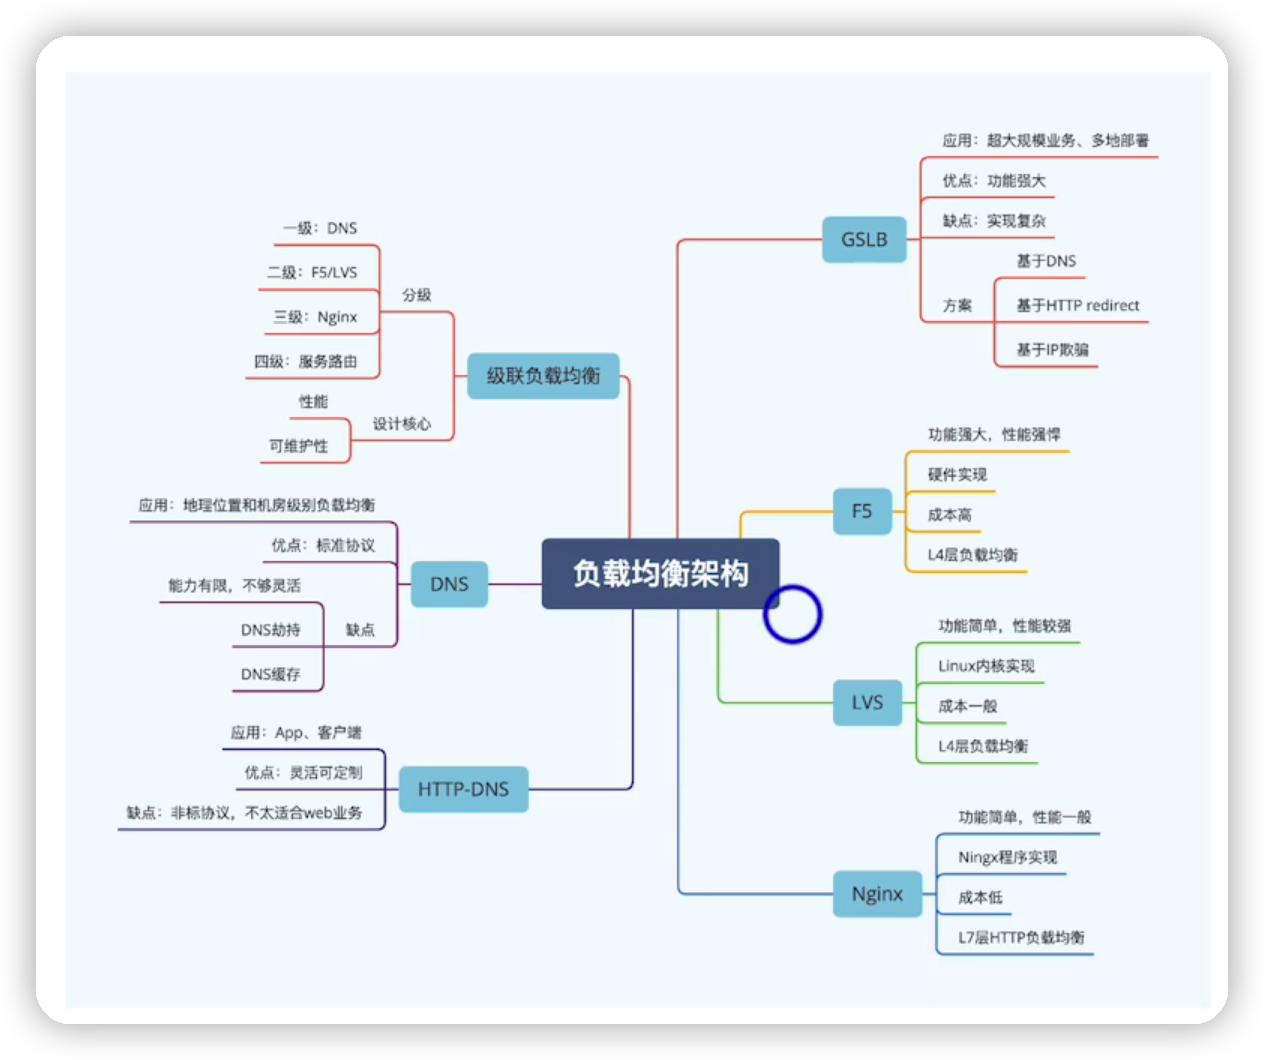 负载均衡架构
级联负载均衡
分级
一级：DNS
二级：F5/LVS
三级：Nginx
四级：服务路由
设计核心
性能
可维护性
DNS
应用：地理位置和机房级别负载均衡
优点：标准协议
缺点
能力有限，不够灵活
DNS劫持
DNS缓存
HTTP-DNS
应用：App、客户端
优点：灵活可定制
缺点：非标协议，不太适合web业务
GSLB
应用：超大规模业务、多地部署
优点：功能强大
缺点：实现复杂
方案
基于DNS
基于HTTP redirect
基于IP欺骗
F5
功能强大，性能强悍
硬件实现
成本高
L4层负载均衡
LVS
功能简单，性能较强
Linux内核实现
成本一般
L4层负载均衡
Nginx
功能简单，性能一般
Ningx程序实现
成本低
L7层HTTP负载均衡